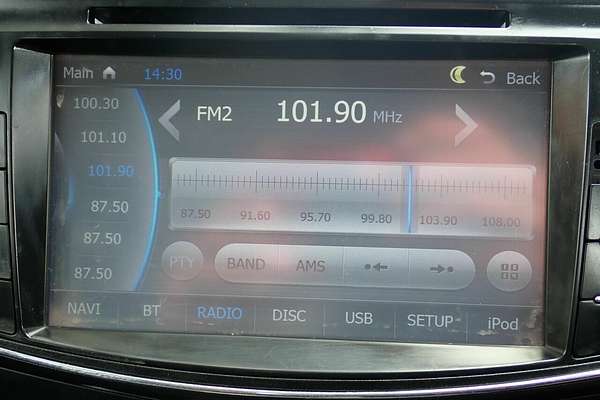 Main 14:30 Back
100.30
101.10
101.90
87.50
87.50
87.50
FM2 101.90 MHz
87.50 91.60 95.70 99.80 103.90 108.00
PTY BAND AMS
NAVI BT RADIO DISC USB SETUP iPod